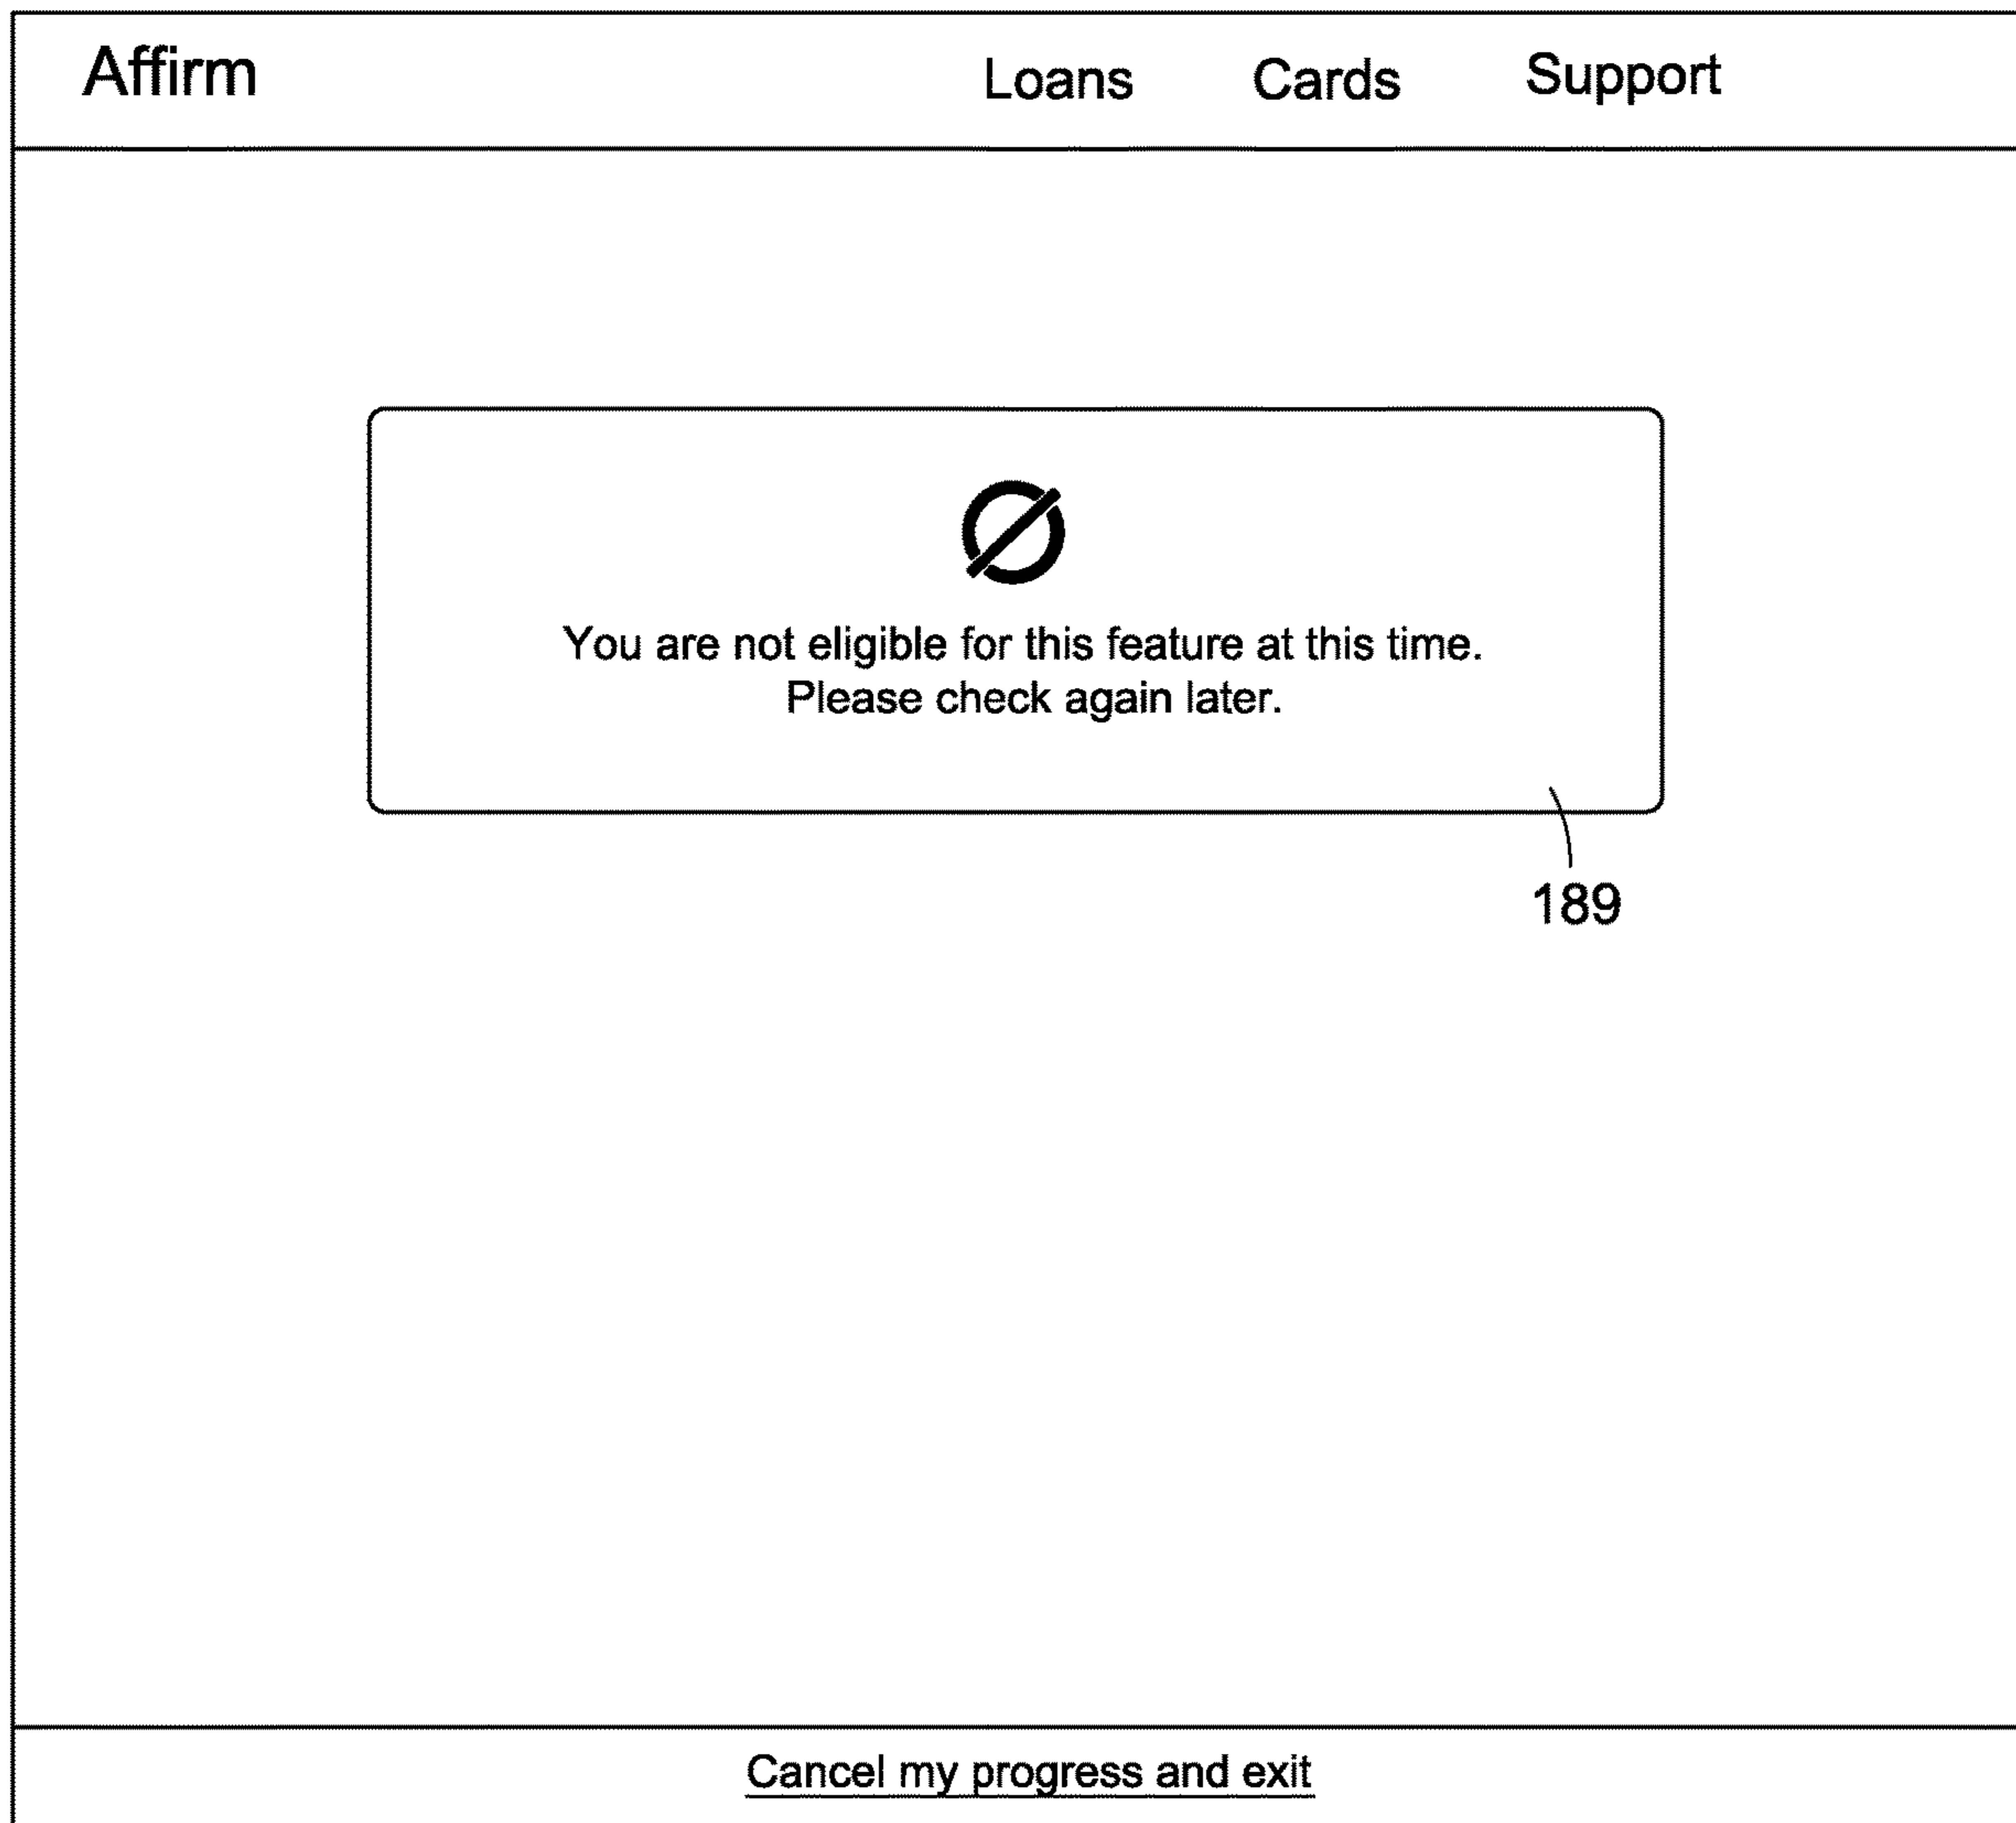 Affirm Loans Cards Support
You are not eligible for this feature at this time.
Please check again later.
189
Cancel my progress and exit